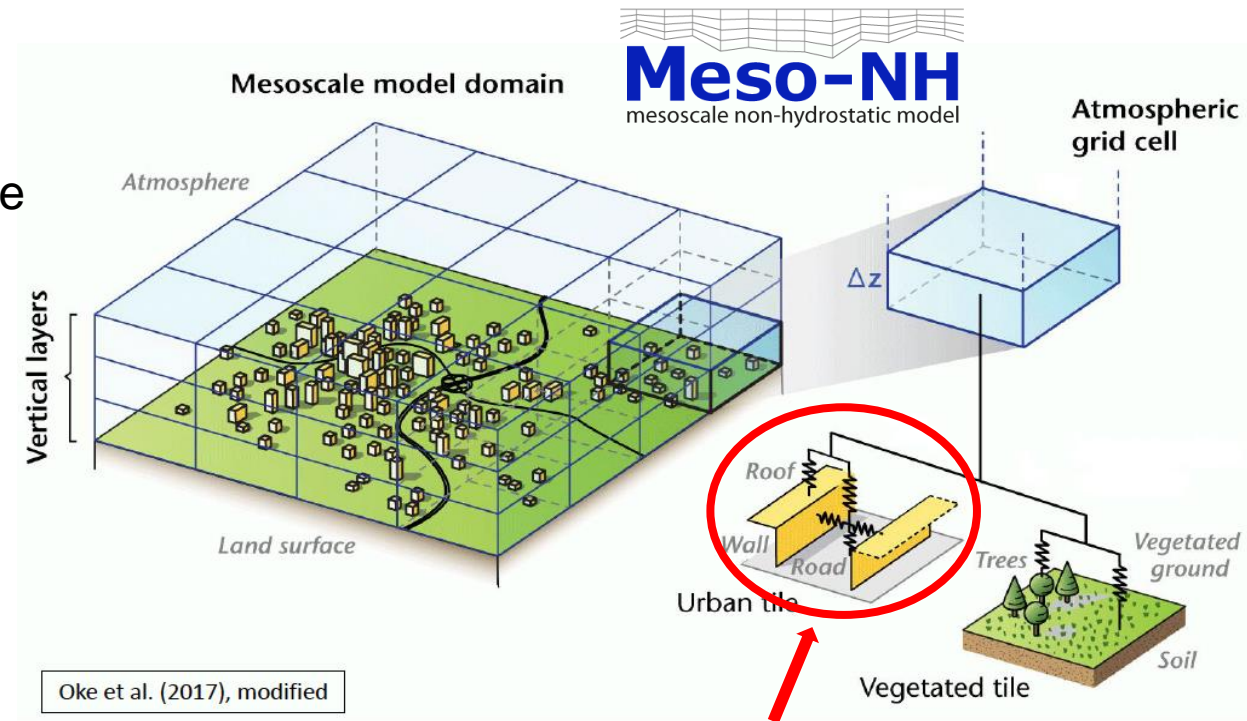 Meso-NH
mesoscale non-hydrostatic model
Mesoscale model domain
Atmospheric
grid cell
Atmosphere
e
Δz
Vertical layers
Roof
Wall
Road
Trees
Vegetated
ground
Land surface
Urban tile
Soil
Vegetated tile
Oke et al. (2017), modified